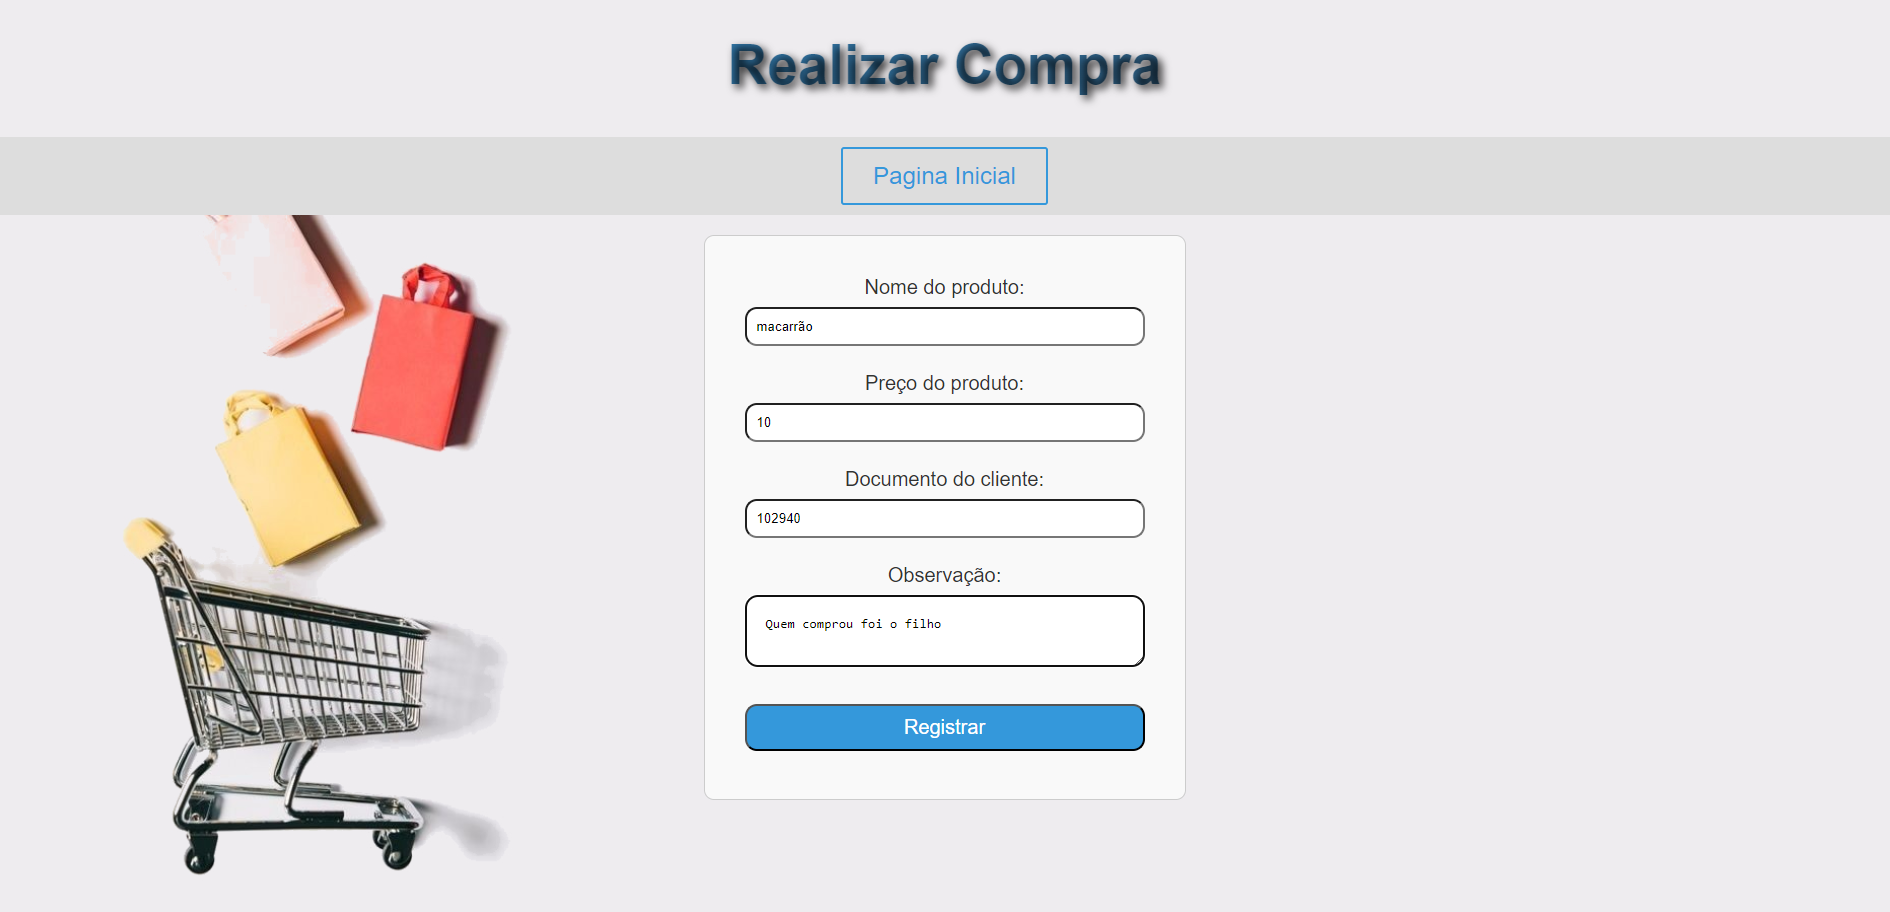 Realizar Compra
Pagina Inicial
Nome do produto:
macarrão
Preço do produto:
10
Documento do cliente:
102940
Observação:
Quem comprou foi o filho
Registrar